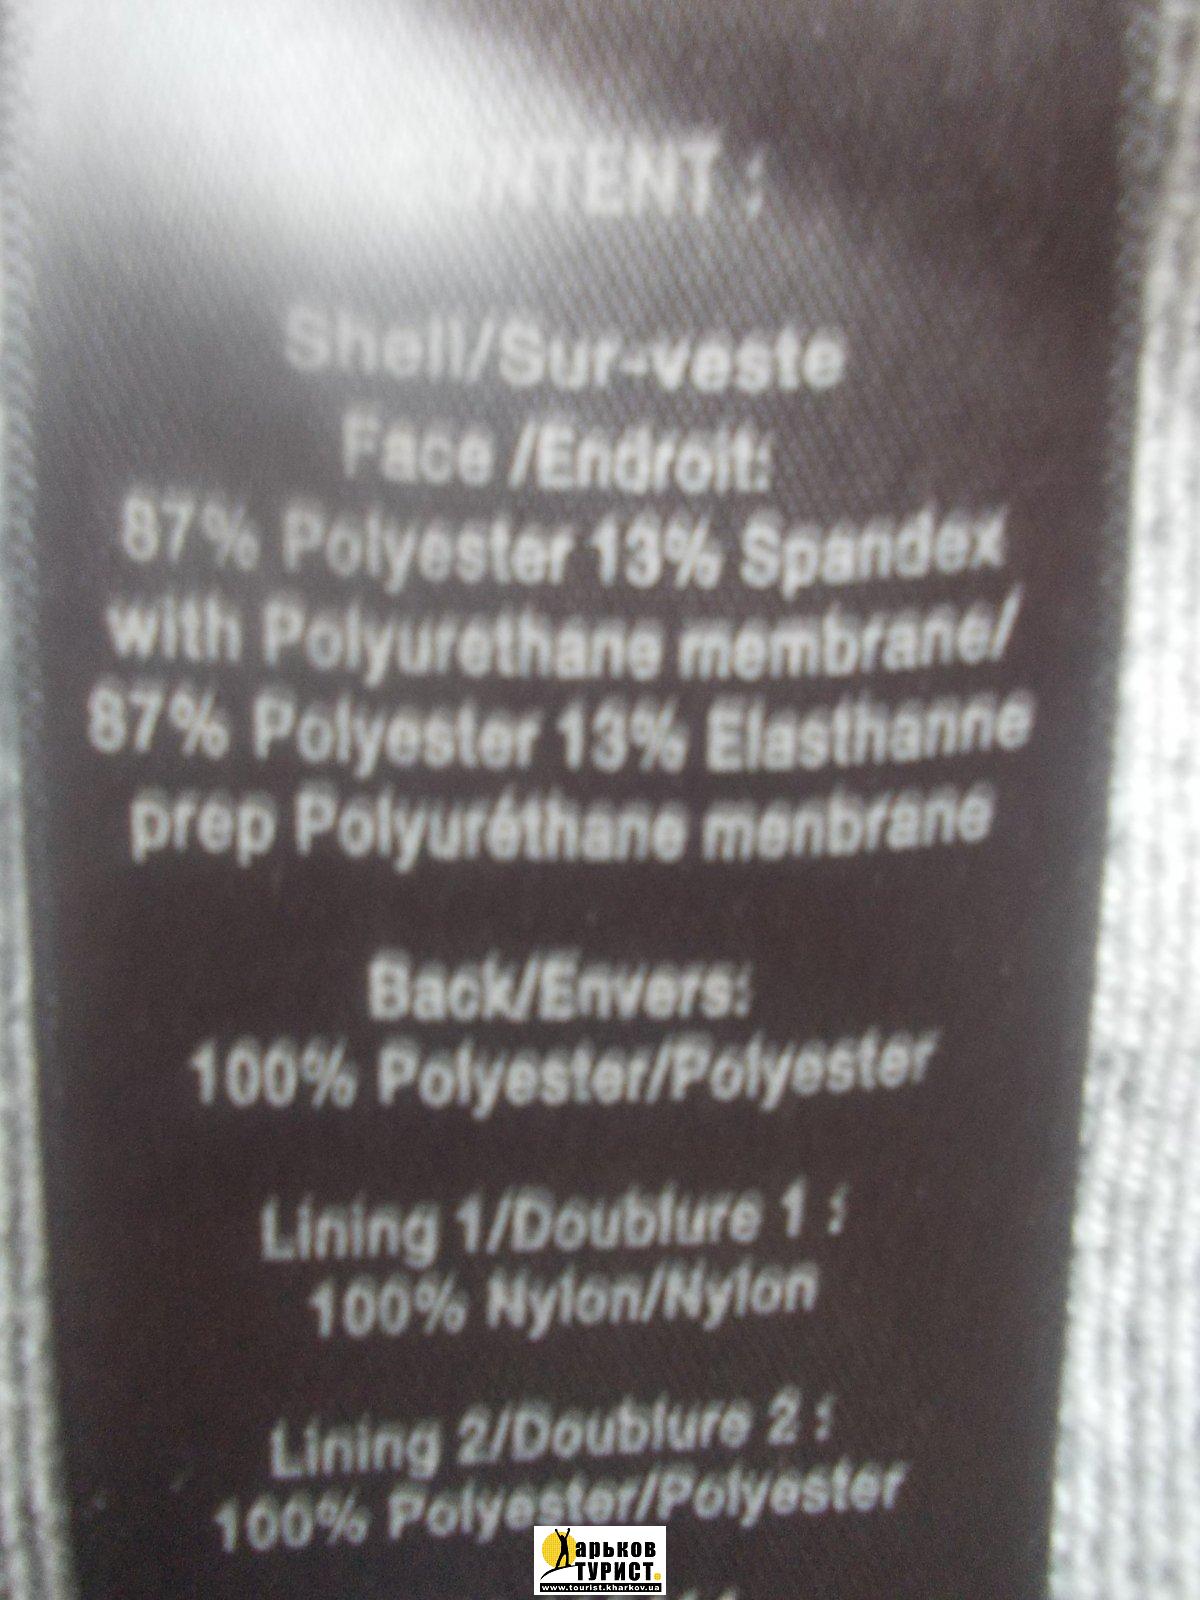 CONTENT :
Shell/Sur-veste
Face /Endroit:
87% Polyester 13% Spandex
with Polyurethane membrane/
87% Polyester 13% Elasthanne
prep Polyuréthane menbrane
Back/Envers:
100% Polyester/Polyester
Lining 1/Doublure 1 :
100% Nylon/Nylon
Lining 2/Doublure 2 :
100% Polyester/Polyester
Харьков
ТУРИСТ.
www.tourist.kharkov.ua